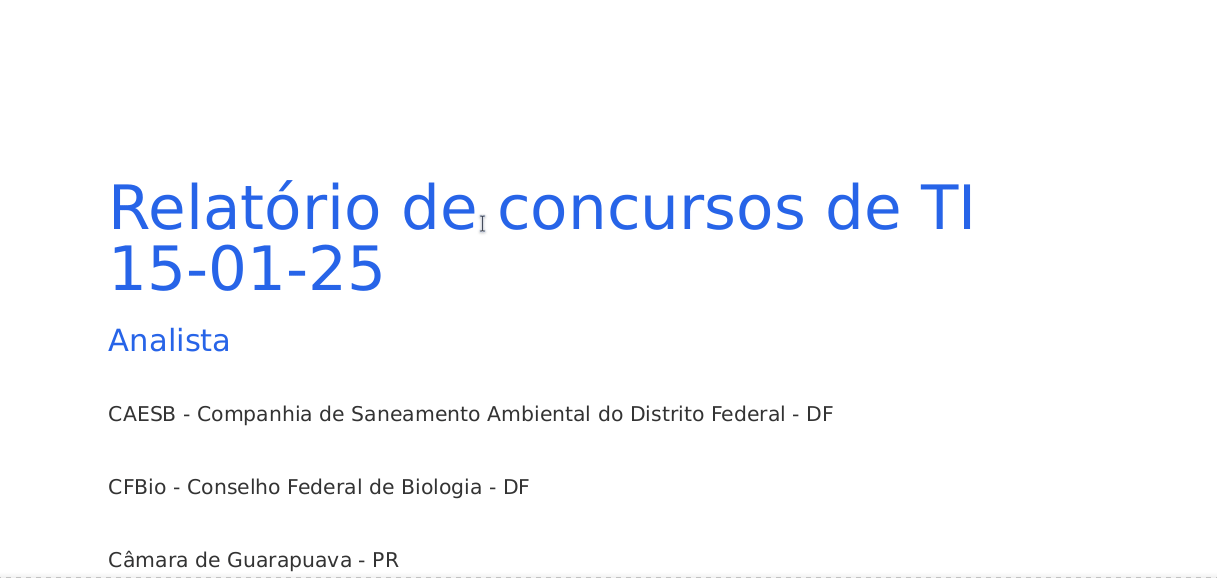 Relatório de concursos de TI
15-01-25
Analista
CAESB - Companhia de Saneamento Ambiental do Distrito Federal - DF
CFBio - Conselho Federal de Biologia - DF
Câmara de Guarapuava - PR